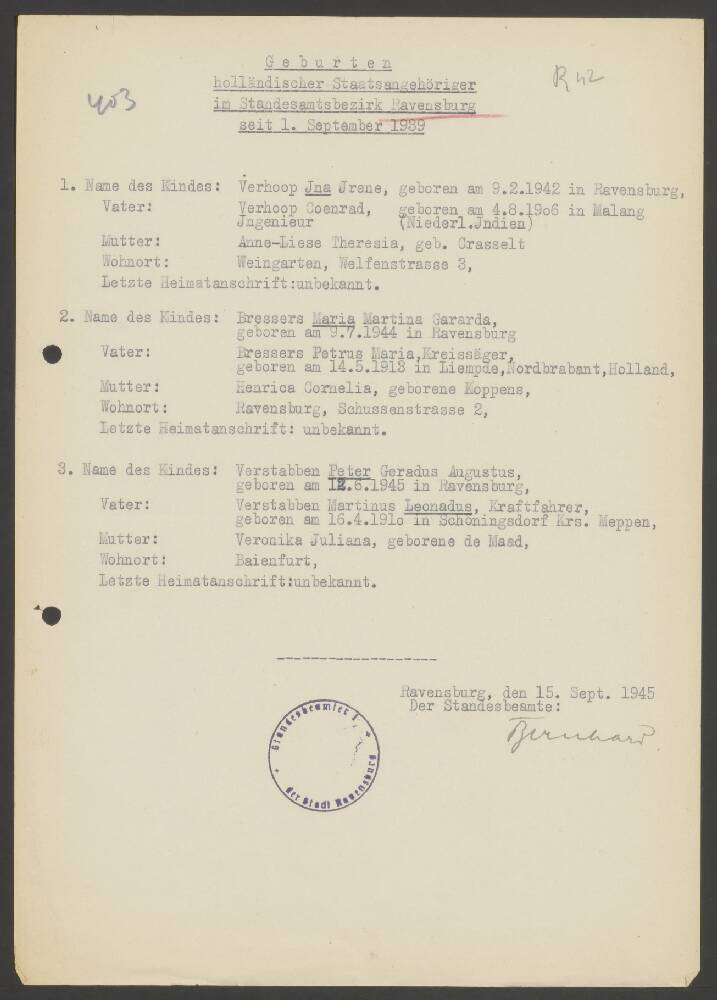 Geburten
holländischer Staatsangehöriger
im Standesamtsbezirk Ravensburg
seit 1. September 1939
403
R 42
1. Name des Kindes: Verhoop Jna Jrene, geboren am 9.2.1942 in Ravensburg,
Vater: Verhoop Coenrad, geboren am 4.8.19o6 in Malang
Jngenieur (Niederl.Jndien)
Mutter: Anne-Liese Theresia, geb. Crasselt
Wohnort: Weingarten, Welfenstrasse 3,
Letzte Heimatanschrift:unbekannt.
2. Name des Kindes: Bressers Maria Martina Gararda,
geboren am 9.7.1944 in Ravensburg
Vater: Bressers Petrus Maria,Kreissäger,
geboren am 14.5.1913 in Liempde,Nordbrabant,Holland,
Mutter: Henrica Cornelia, geborene Koppens,
Wohnort: Ravensburg, Schussenstrasse 2,
Letzte Heimatanschrift: unbekannt.
3. Name des Kindes: Verstabben Peter Geradus Augustus,
geboren am 12.6.1945 in Ravensburg,
Vater: Verstabben Martinus Leonadus, Kraftfahrer,
geboren am 16.4.191o in Schöningsdorf Krs. Meppen,
Mutter: Veronika Juliana, geborene de Maad,
Wohnort: Baienfurt,
Letzte Heimatanschrift:unbekannt.
Ravensburg, den 15. Sept. 1945
Der Standesbeamte:
Bernhard
Standesbeamter
der Stadt Ravensburg